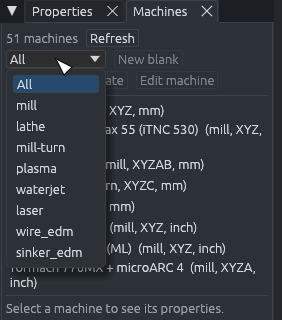 Properties Machines
51 machines Refresh
All New blank
ate Edit machine
All
mill
lathe
mill-turn
plasma
waterjet
laser
wire_edm
sinker_edm
XYZ, mm)
ax 55 (iTNC 530) (mill, XYZ,
mill, XYZAB, mm)
rn, XYZC, mm)
mm)
(mill, XYZ, inch)
(ML) (mill, XYZ, inch)
Tormach 770MX + microARC 4 (mill, XYZA,
inch)
Select a machine to see its properties.